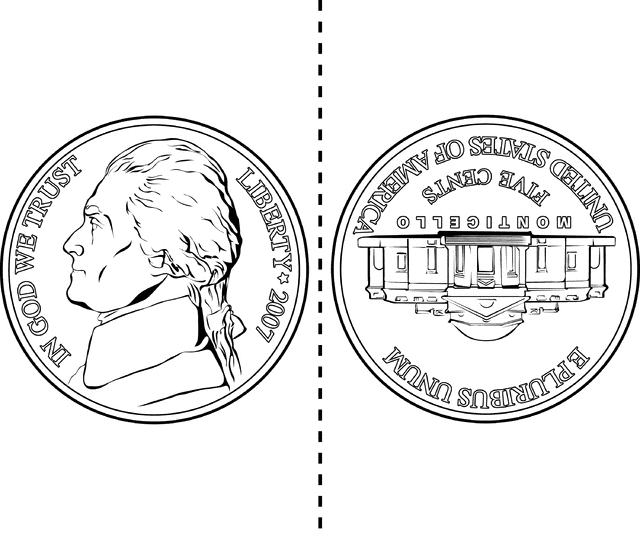 IN GOD WE TRUST
LIBERTY ★ 2007
E PLURIBUS UNUM
MONTICELLO
FIVE CENTS
UNITED STATES OF AMERICA